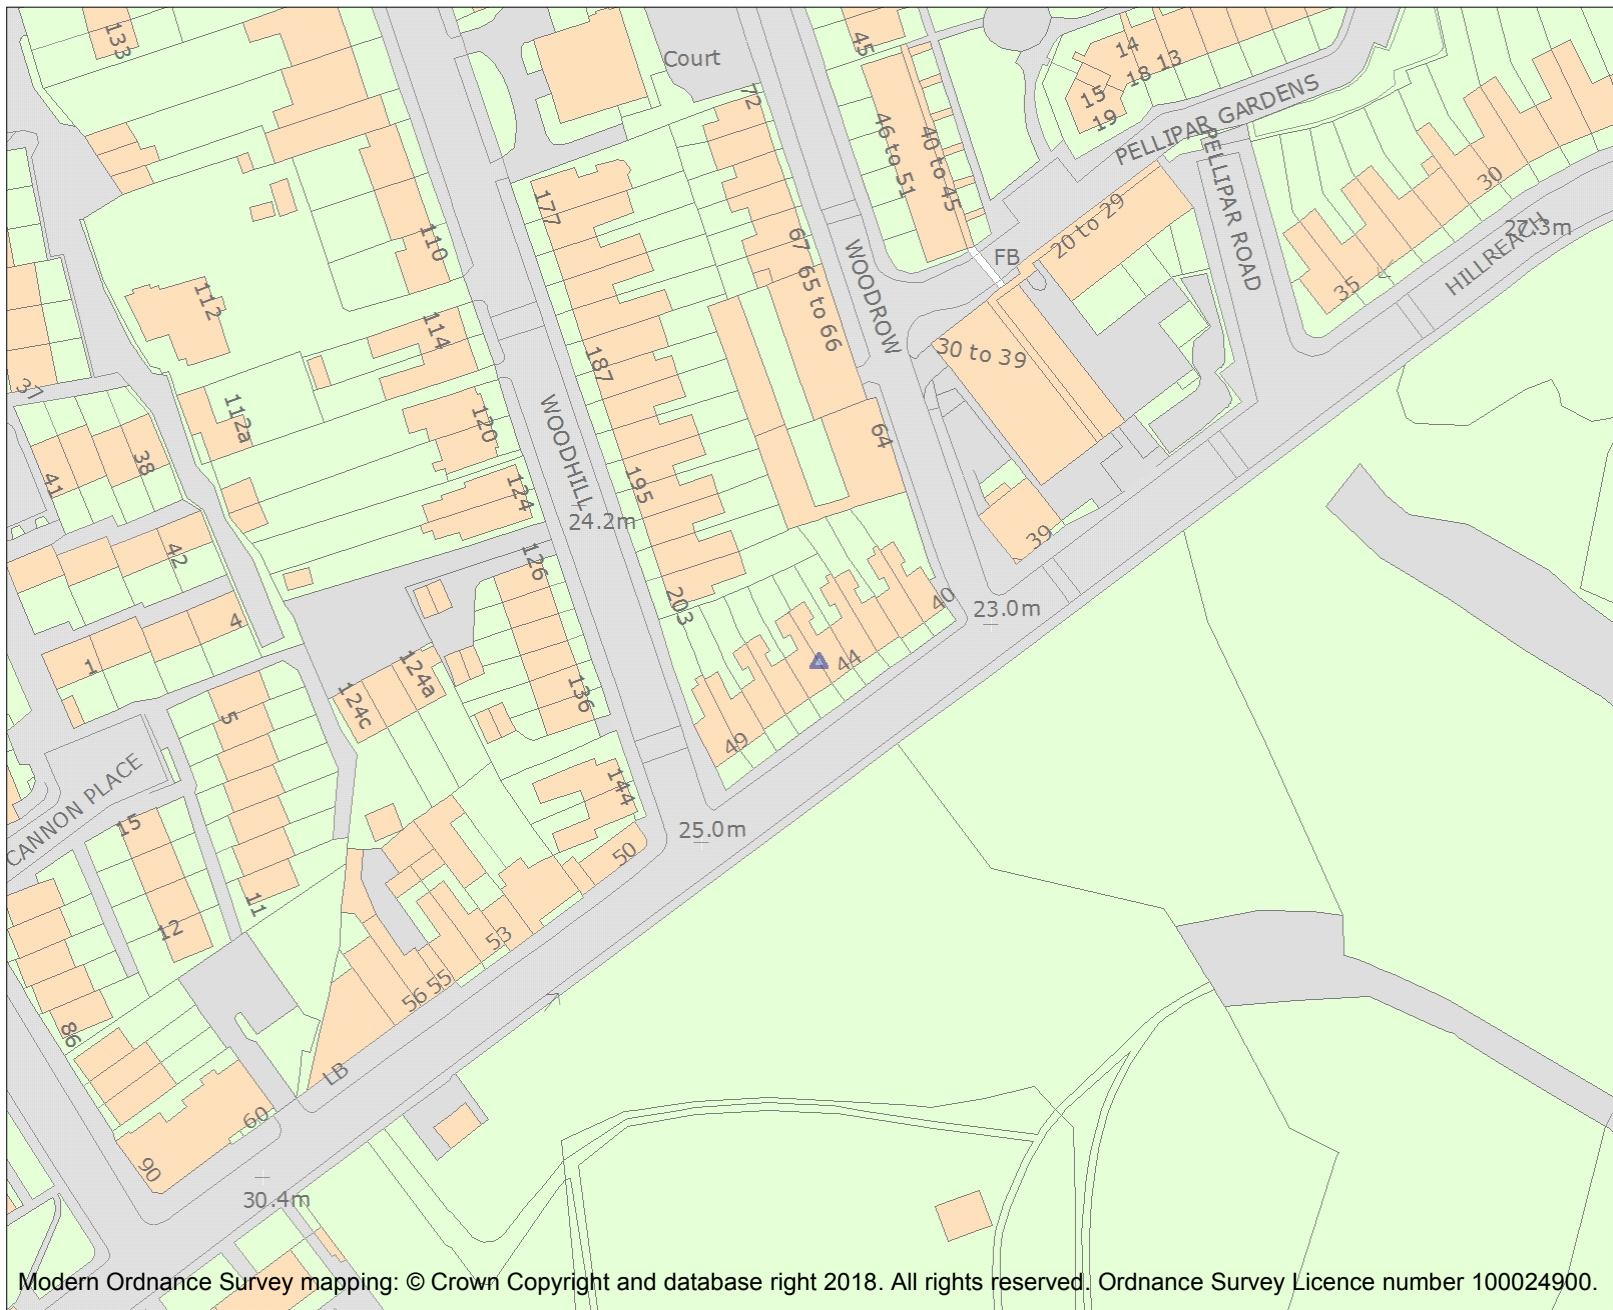 133
Court
72
45
14
18
13
15
19
PELLIPAR GARDENS
46 to 51
40 to 45
PELLIPAR ROAD
30
177
110
67
20 to 29
FB
27.3m
HILLREACH
35
112
114
65 to 66
WOODROW
30 to 39
187
37
112a
120
WOODHILL
64
41
38
195
124
24.2m
42
126
39
203
40
23.0m
4
1
44
124a
124c
136
5
49
CANNON PLACE
144
15
25.0m
50
11
12
53
55
56
86
LB
60
90
30.4m
Modern Ordnance Survey mapping: © Crown Copyright and database right 2018. All rights reserved. Ordnance Survey Licence number 100024900.